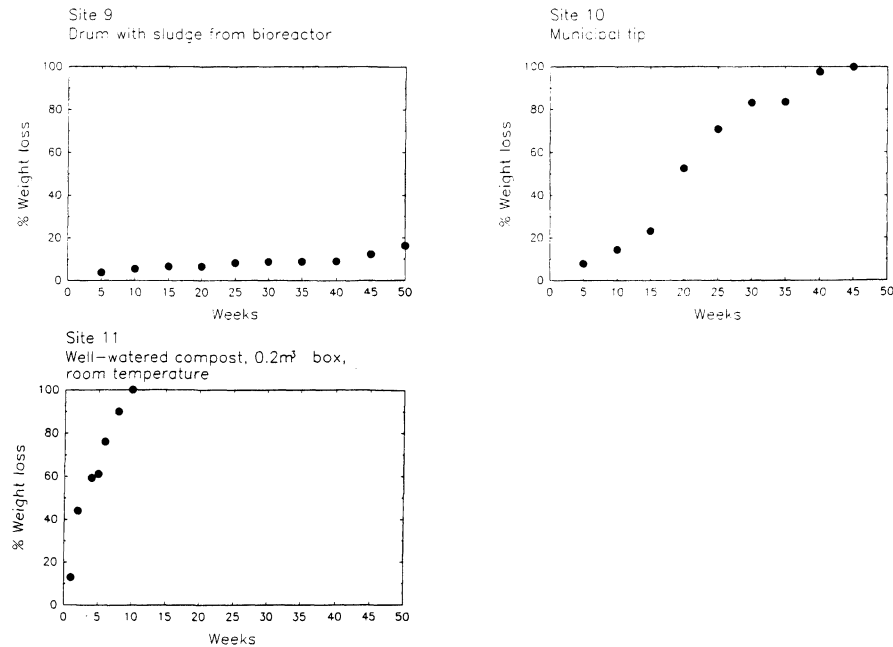 Site 9
Drum with sludge from bioreactor
100
80
60
40
20
0
% Weight loss
0 5 10 15 20 25 30 35 40 45 50
Weeks
Site 10
Municipal tip
100
80
60
40
20
0
% Weight loss
0 5 10 15 20 25 30 35 40 45 50
Weeks
Site 11
Well-watered compost, 0.2m³ box,
room temperature
100
80
60
40
20
0
% Weight loss
0 5 10 15 20 25 30 35 40 45 50
Weeks